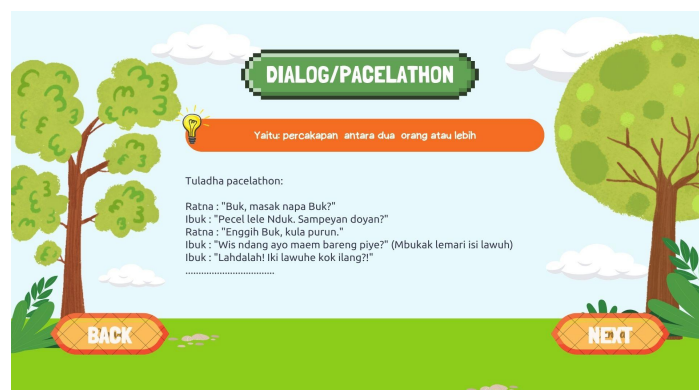 DIALOG/PACELATHON
Yaitu: percakapan antara dua orang atau lebih
Tuladha pacelathon:
Ratna : "Buk, masak napa Buk?"
Ibuk : "Pecel lele Nduk. Sampeyan doyan?"
Ratna : "Enggih Buk, kula purun."
Ibuk : "Wis ndang ayo maem bareng piye?" (Mbukak lemari isi lawuh)
Ibuk : "Lahdalah! Iki lawuhe kok ilang?!"
..................................
BACK
NEXT